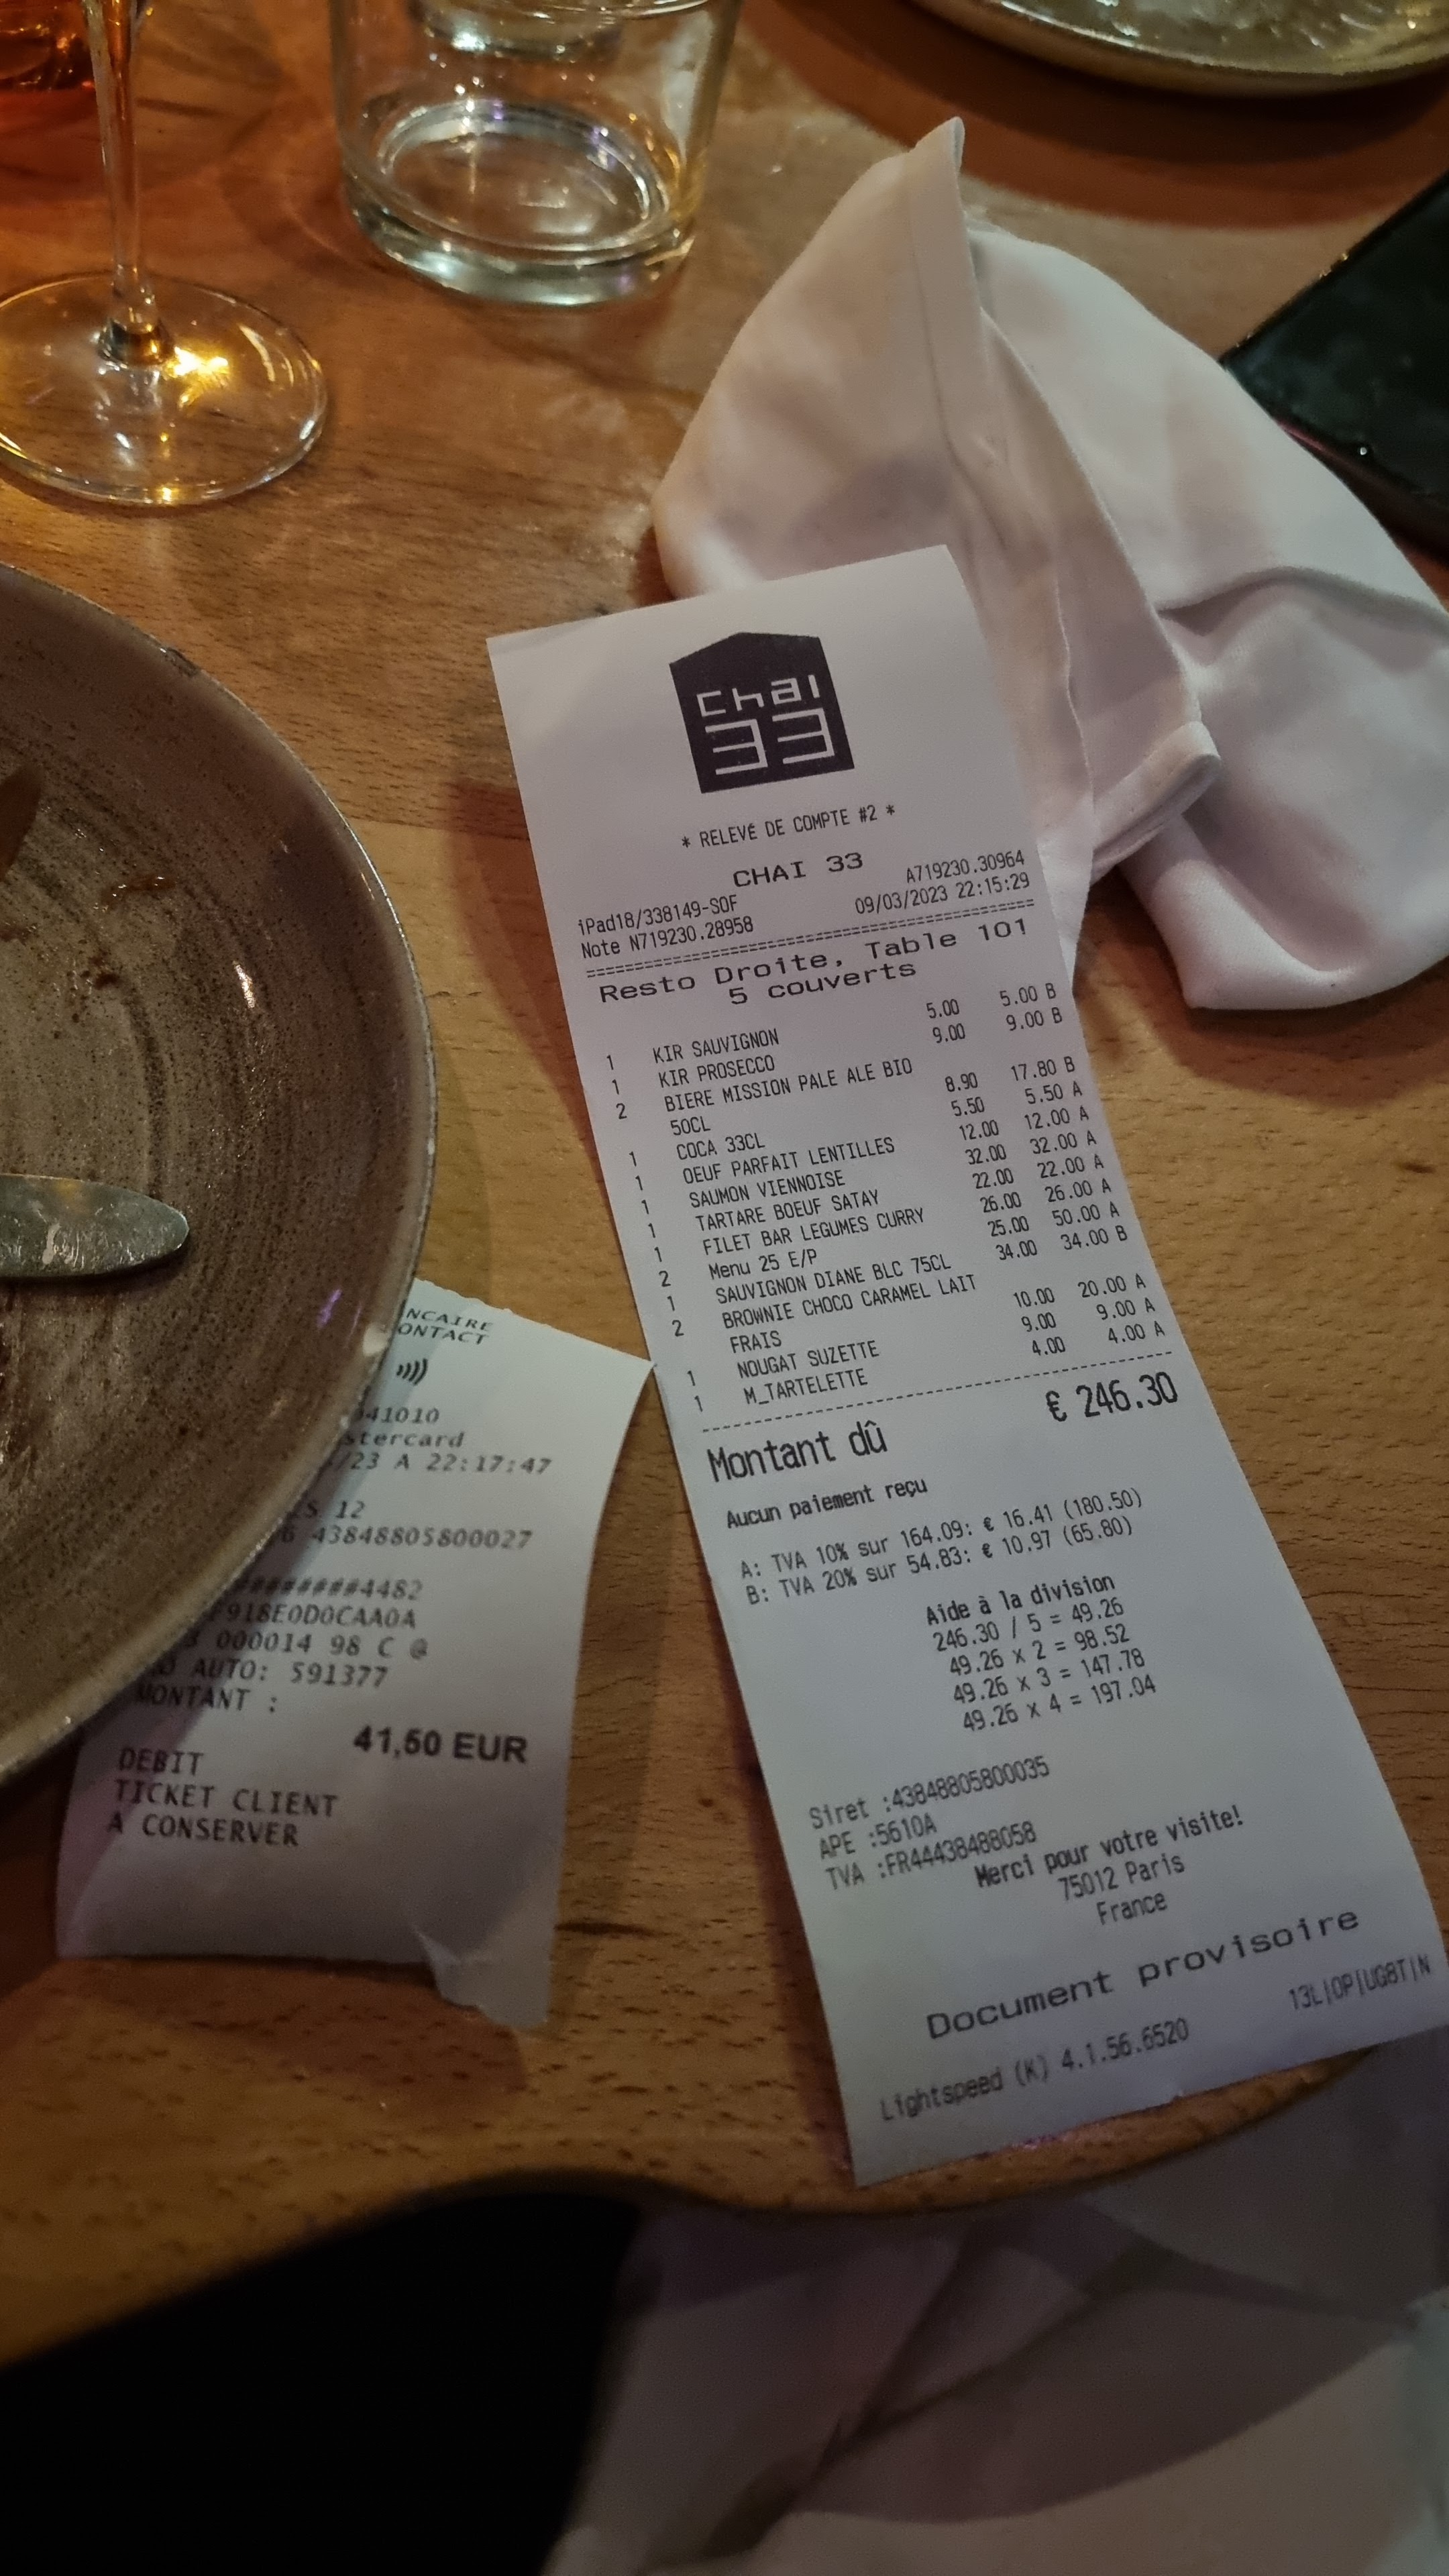 Chai
33
* RELEVÉ DE COMPTE #2 *
CHAI 33
iPad18/338149-SOF A719230.30964
Note N719230.28958 09/03/2023 22:15:29
Resto Droite, Table 101
5 couverts
1 KIR SAUVIGNON 5.00 5.00 B
1 KIR PROSECCO 9.00 9.00 B
2 BIERE MISSION PALE ALE BIO
50CL 8.90 17.80 B
1 COCA 33CL 5.50 5.50 A
1 OEUF PARFAIT LENTILLES 12.00 12.00 A
1 SAUMON VIENNOISE 32.00 32.00 A
1 TARTARE BOEUF SATAY 22.00 22.00 A
1 FILET BAR LEGUMES CURRY 26.00 26.00 A
2 Menu 25 E/P 25.00 50.00 A
1 SAUVIGNON DIANE BLC 75CL 34.00 34.00 B
2 BROWNIE CHOCO CARAMEL LAIT
FRAIS 10.00 20.00 A
1 NOUGAT SUZETTE 9.00 9.00 A
1 M_TARTELETTE 4.00 4.00 A
Montant dû € 246.30
Aucun paiement reçu
A: TVA 10% sur 164.09: € 16.41 (180.50)
B: TVA 20% sur 54.83: € 10.97 (65.80)
Aide à la division
246.30 / 5 = 49.26
49.26 x 2 = 98.52
49.26 x 3 = 147.78
49.26 x 4 = 197.04
Siret :43848805800035
APE :5610A
TVA :FR44438488058
Merci pour votre visite!
75012 Paris
France
Document provisoire
Lightspeed (K) 4.1.56.6520 13L|OP|UG8T|N
NCAIRE
ONTACT
41010
stercard
/23 A 22:17:47
S 12
6 43848805800027
########4482
F918E0D0CAA0A
000014 98 C @
O AUTO: 591377
MONTANT :
41,50 EUR
DEBIT
TICKET CLIENT
A CONSERVER